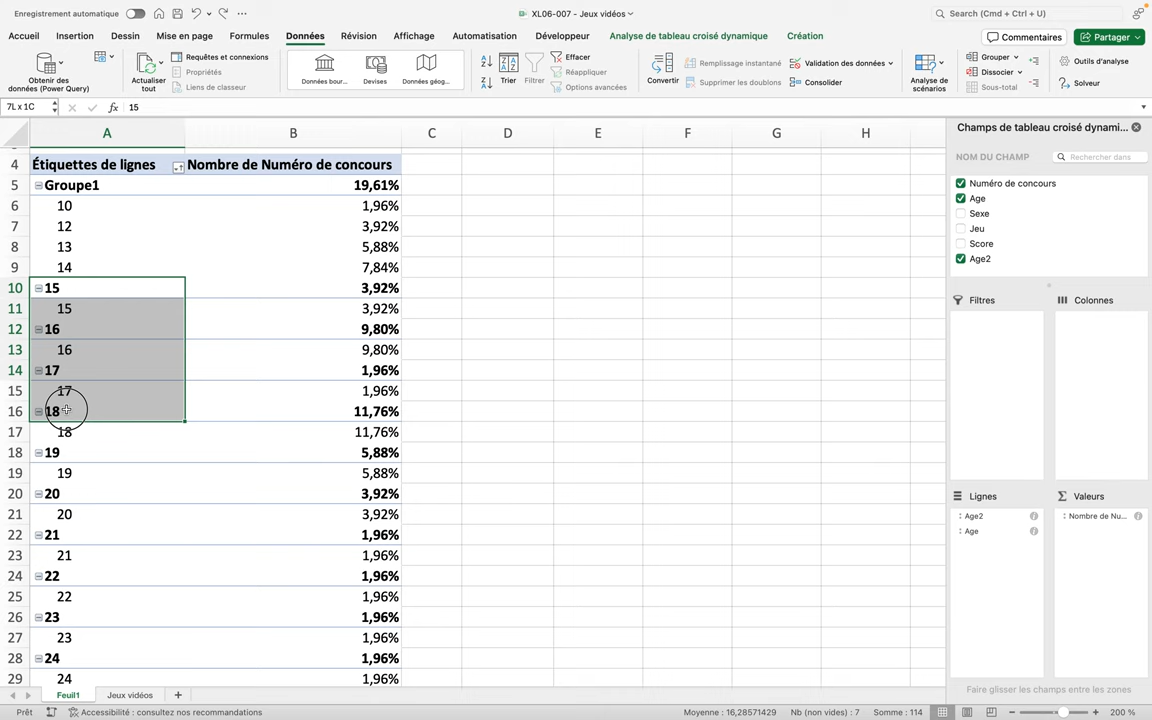 Enregistrement automatique
XL06-007 - Jeux vidéos
Search (Cmd + Ctrl + U)
Accueil Insertion Dessin Mise en page Formules Données Révision Affichage Automatisation Développeur Analyse de tableau croisé dynamique Création
Commentaires
Partager
Obtenir des
données (Power Query)
Actualiser
tout
Requêtes et connexions
Propriétés
Liens de classeur
Données bour...
Devises
Données géog...
Trier
Filtrer
Effacer
Réappliquer
Options avancées
Convertir
Remplissage instantané
Supprimer les doublons
Validation des données
Consolider
Analyse de
scénarios
Grouper
Dissocier
Sous-total
Outils d'analyse
Solveur
7L x 1C fx 15
A B C D E F G H
4 Étiquettes de lignes Nombre de Numéro de concours
5 Groupe1 19,61%
6 10 1,96%
7 12 3,92%
8 13 5,88%
9 14 7,84%
10 15 3,92%
11 15 3,92%
12 16 9,80%
13 16 9,80%
14 17 1,96%
15 17 1,96%
16 18 11,76%
17 18 11,76%
18 19 5,88%
19 19 5,88%
20 20 3,92%
21 20 3,92%
22 21 1,96%
23 21 1,96%
24 22 1,96%
25 22 1,96%
26 23 1,96%
27 23 1,96%
28 24 1,96%
29 24 1,96%
Champs de tableau croisé dynami...
NOM DU CHAMP
Rechercher dans
Numéro de concours
Age
Sexe
Jeu
Score
Age2
Filtres
Colonnes
Lignes
Valeurs
Age2
Age
Nombre de Nu...
Faire glisser les champs entre les zones
Feuil1 Jeux vidéos
Prêt
Accessibilité : consultez nos recommandations
Moyenne : 16,28571429 Nb (non vides) : 7 Somme : 114
200 %